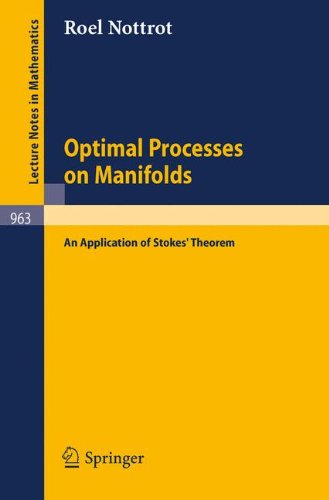 Roel Nottrot
Lecture Notes in Mathematics
Optimal Processes
on Manifolds
963
An Application of Stokes' Theorem
Springer